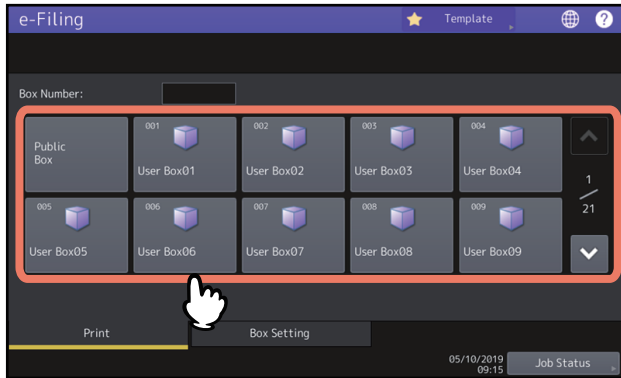 e-Filing
Template
?
Box Number:
Public
Box
001
User Box01
002
User Box02
003
User Box03
004
User Box04
1
21
005
User Box05
006
User Box06
007
User Box07
008
User Box08
009
User Box09
Print
Box Setting
05/10/2019
09:15
Job Status